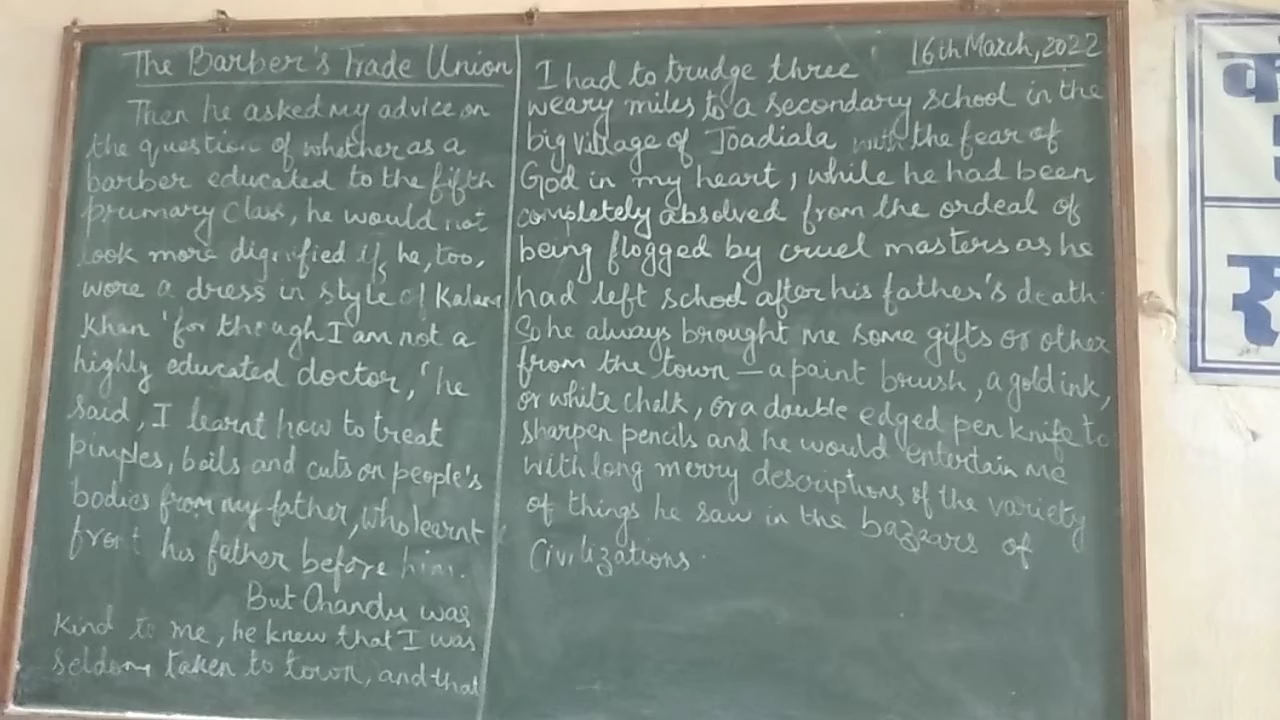 The Barber's Trade Union
Then he asked my advice on
the question of whether as a
barber educated to the fifth
primary class, he would not
look more dignified if he, too,
wore a dress in style of Kalan
Khan 'for though I am not a
highly educated doctor,' he
said, I learnt how to treat
pimples, boils and cuts on people's
bodies from my father, who learnt
from his father before him.
But Chandu was
kind to me, he knew that I was
seldom taken to town, and that
16th March, 2022
I had to trudge three
weary miles to a secondary school in the
big village of Joadiala with the fear of
God in my heart, while he had been
completely absolved from the ordeal of
being flogged by cruel masters as he
had left school after his father's death.
So he always brought me some gifts or other
from the town - a paint brush, a gold ink,
or white chalk, or a double edged pen knife to
sharpen pencils and he would entertain me
with long merry descriptions of the variety
of things he saw in the bazaars of
Civilizations.